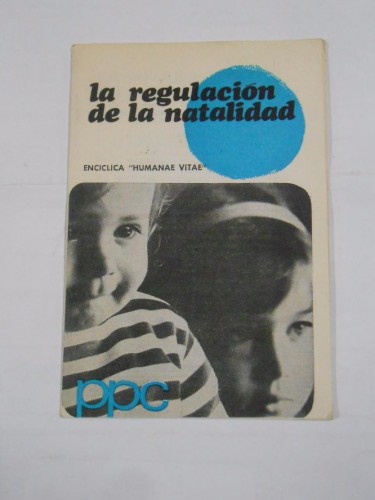 la regulación
de la natalidad
ENCICLICA "HUMANAE VITAE"
ppc